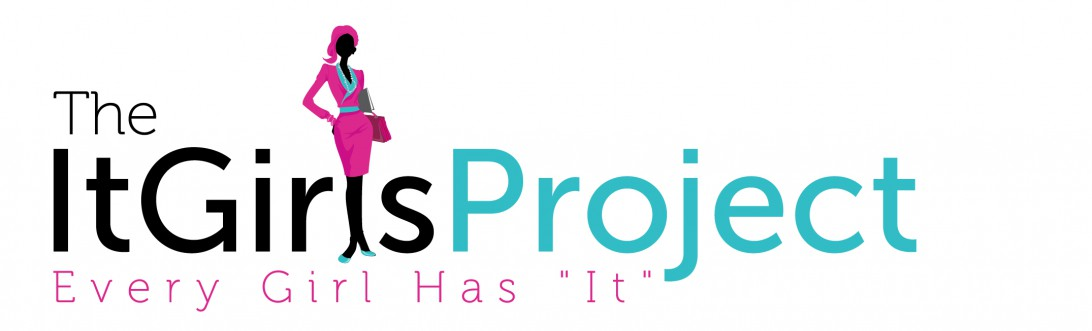 The
ItGirlsProject
Every Girl Has "It"